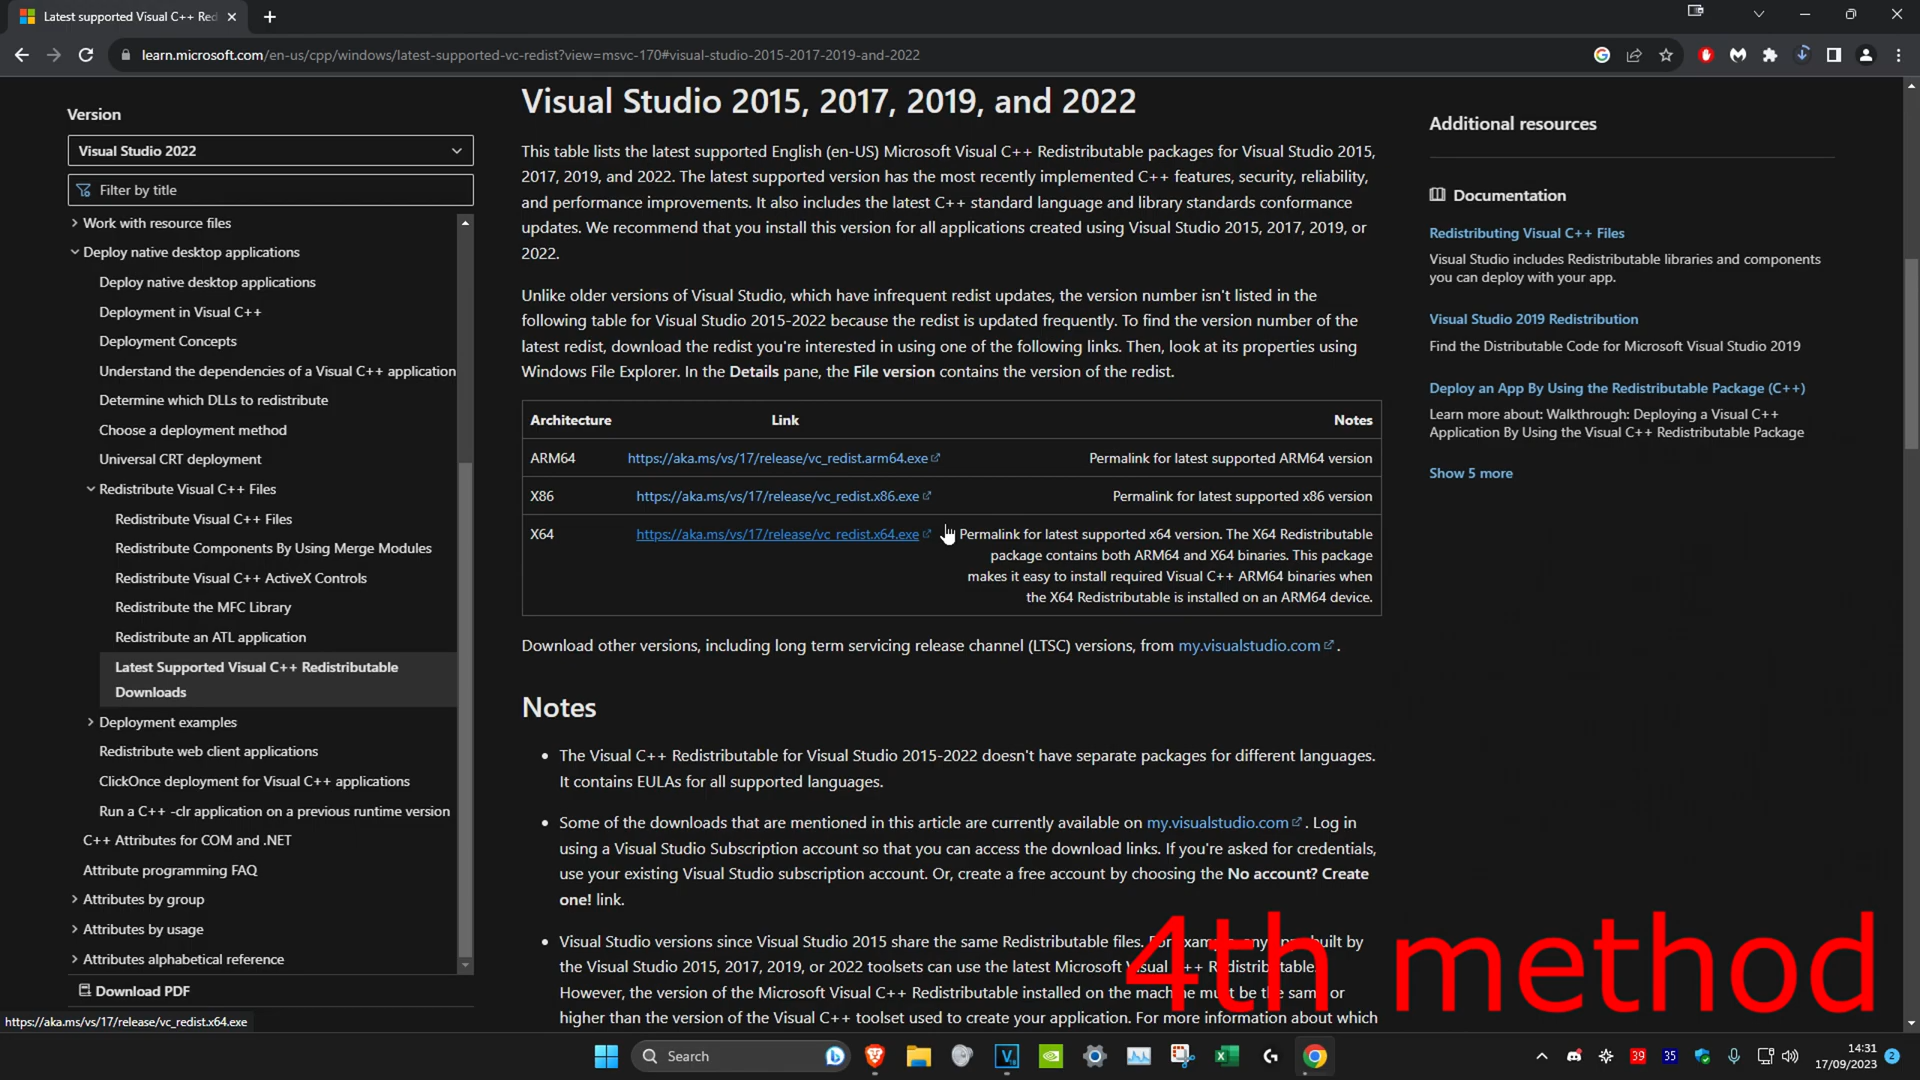 Latest supported Visual C++ Red
learn.microsoft.com/en-us/cpp/windows/latest-supported-vc-redist?view=msvc-170#visual-studio-2015-2017-2019-and-2022
Version
Visual Studio 2022
Filter by title
Work with resource files
Deploy native desktop applications
Deploy native desktop applications
Deployment in Visual C++
Deployment Concepts
Understand the dependencies of a Visual C++ application
Determine which DLLs to redistribute
Choose a deployment method
Universal CRT deployment
Redistribute Visual C++ Files
Redistribute Visual C++ Files
Redistribute Components By Using Merge Modules
Redistribute Visual C++ ActiveX Controls
Redistribute the MFC Library
Redistribute an ATL application
Latest Supported Visual C++ Redistributable
Downloads
Deployment examples
Redistribute web client applications
ClickOnce deployment for Visual C++ applications
Run a C++ -clr application on a previous runtime version
C++ Attributes for COM and .NET
Attribute programming FAQ
Attributes by group
Attributes by usage
Attributes alphabetical reference
Download PDF
https://aka.ms/vs/17/release/vc_redist.x64.exe
Visual Studio 2015, 2017, 2019, and 2022
This table lists the latest supported English (en-US) Microsoft Visual C++ Redistributable packages for Visual Studio 2015,
2017, 2019, and 2022. The latest supported version has the most recently implemented C++ features, security, reliability,
and performance improvements. It also includes the latest C++ standard language and library standards conformance
updates. We recommend that you install this version for all applications created using Visual Studio 2015, 2017, 2019, or
2022.
Unlike older versions of Visual Studio, which have infrequent redist updates, the version number isn't listed in the
following table for Visual Studio 2015-2022 because the redist is updated frequently. To find the version number of the
latest redist, download the redist you're interested in using one of the following links. Then, look at its properties using
Windows File Explorer. In the Details pane, the File version contains the version of the redist.
Architecture Link Notes
ARM64 https://aka.ms/vs/17/release/vc_redist.arm64.exe Permalink for latest supported ARM64 version
X86 https://aka.ms/vs/17/release/vc_redist.x86.exe Permalink for latest supported x86 version
X64 https://aka.ms/vs/17/release/vc_redist.x64.exe Permalink for latest supported x64 version. The X64 Redistributable
package contains both ARM64 and X64 binaries. This package
makes it easy to install required Visual C++ ARM64 binaries when
the X64 Redistributable is installed on an ARM64 device.
Download other versions, including long term servicing release channel (LTSC) versions, from my.visualstudio.com .
Notes
• The Visual C++ Redistributable for Visual Studio 2015-2022 doesn't have separate packages for different languages.
It contains EULAs for all supported languages.
• Some of the downloads that are mentioned in this article are currently available on my.visualstudio.com . Log in
using a Visual Studio Subscription account so that you can access the download links. If you're asked for credentials,
use your existing Visual Studio subscription account. Or, create a free account by choosing the No account? Create
one! link.
• Visual Studio versions since Visual Studio 2015 share the same Redistributable files. For example, any built by
the Visual Studio 2015, 2017, 2019, or 2022 toolsets can use the latest Microsoft Visual C++ Redistributable.
However, the version of the Microsoft Visual C++ Redistributable installed on the machine must be the same or
higher than the version of the Visual C++ toolset used to create your application. For more information about which
Additional resources
Documentation
Redistributing Visual C++ Files
Visual Studio includes Redistributable libraries and components
you can deploy with your app.
Visual Studio 2019 Redistribution
Find the Distributable Code for Microsoft Visual Studio 2019
Deploy an App By Using the Redistributable Package (C++)
Learn more about: Walkthrough: Deploying a Visual C++
Application By Using the Visual C++ Redistributable Package
Show 5 more
4th method
Search
39
35
14:31
17/09/2023
2